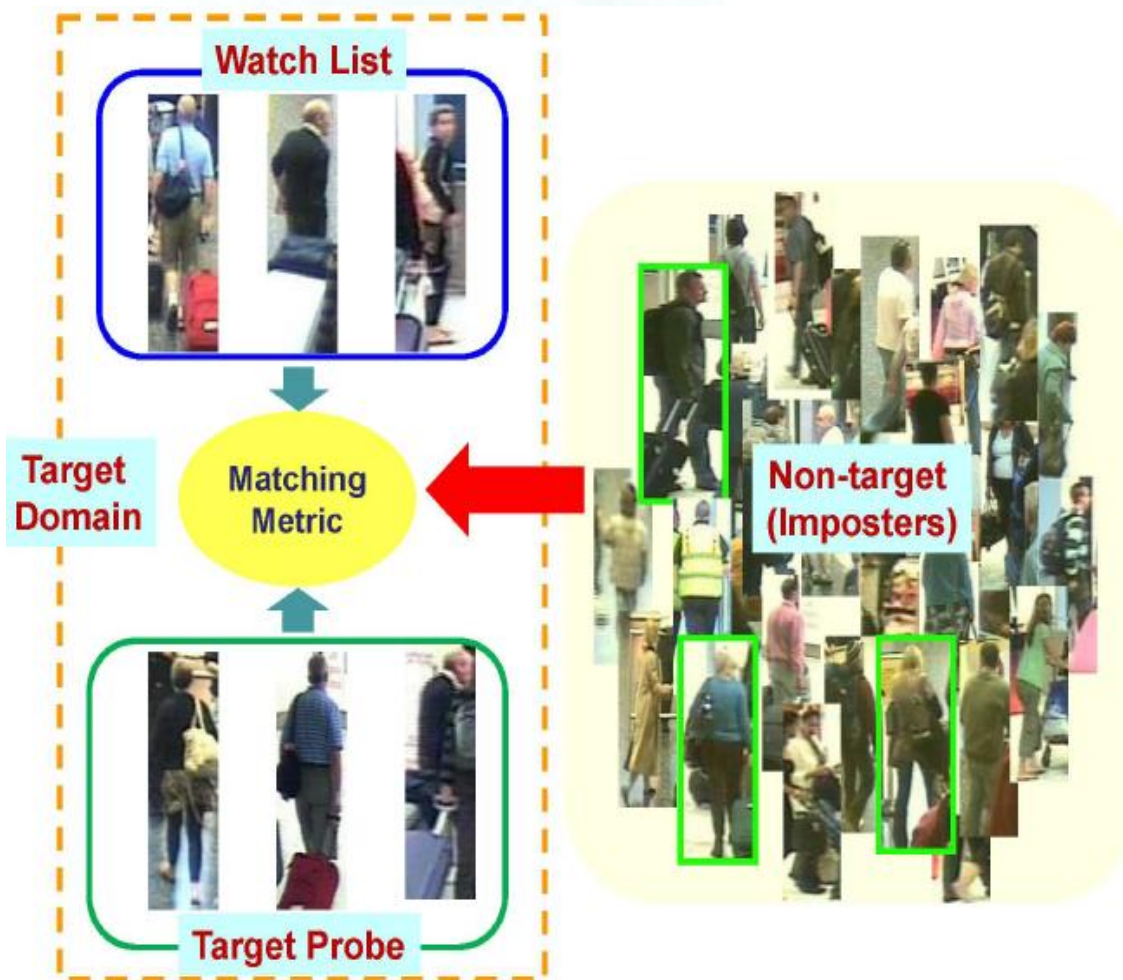 Watch List
Target
Domain
Matching
Metric
Non-target
(Imposters)
Target Probe